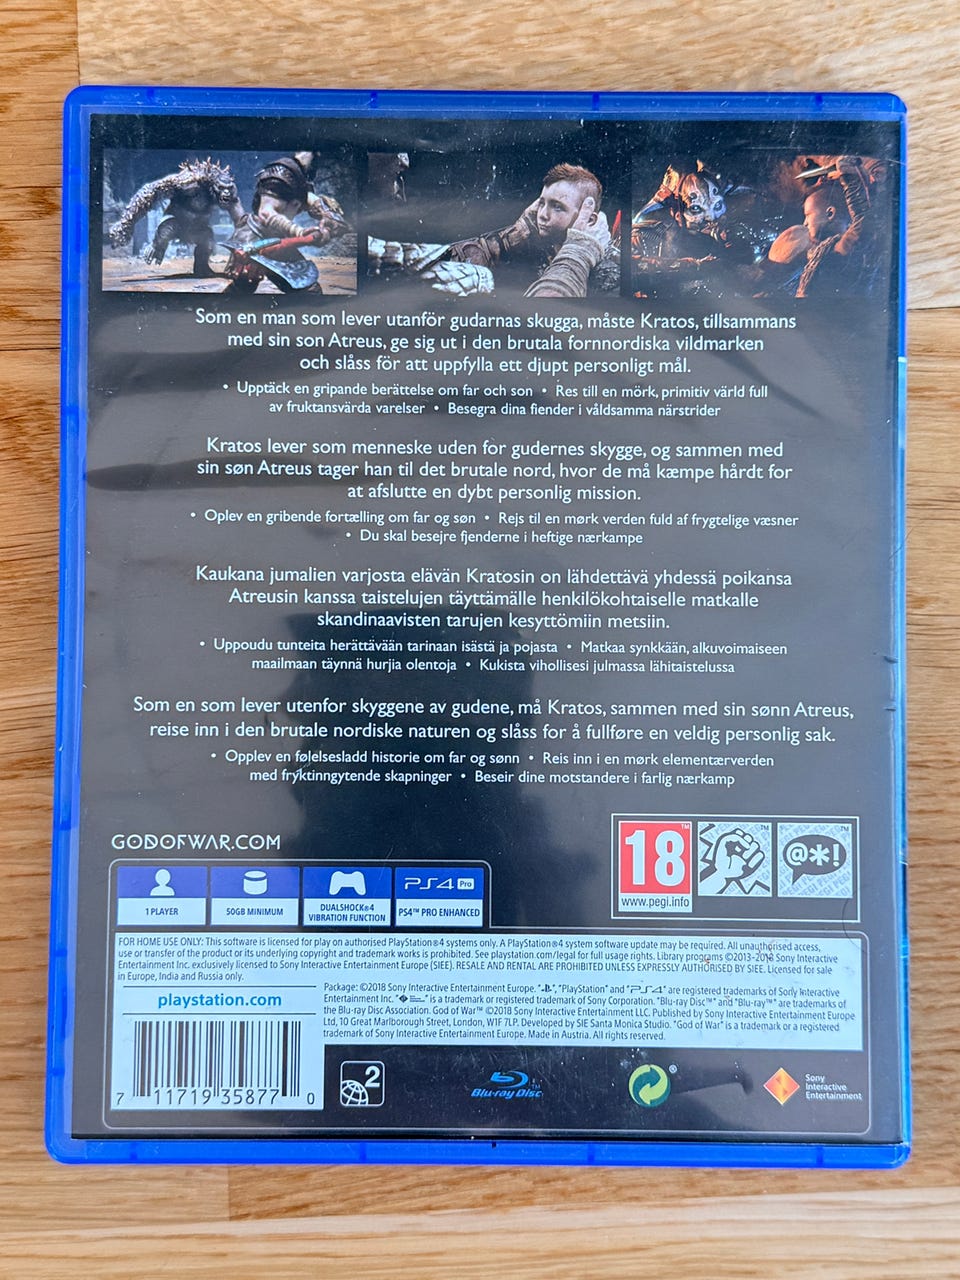 Som en man som lever utanför gudarnas skugga, måste Kratos, tillsammans
med sin son Atreus, ge sig ut i den brutala fornnordiska vildmarken
och slåss för att uppfylla ett djupt personligt mål.
• Upptäck en gripande berättelse om far och son • Res till en mörk, primitiv värld full
av fruktansvärda varelser • Besegra dina fiender i våldsamma närstrider
Kratos lever som menneske uden for gudernes skygge, og sammen med
sin søn Atreus tager han til det brutale nord, hvor de må kæmpe hårdt for
at afslutte en dybt personlig mission.
• Oplev en gribende fortælling om far og søn • Rejs til en mørk verden fuld af frygtelige væsner
• Du skal besejre fjenderne i heftige nærkampe
Kaukana jumalien varjosta elävän Kratosin on lähdettävä yhdessä poikansa
Atreusin kanssa taistelujen täyttämälle henkilökohtaiselle matkalle
skandinaavisten tarujen kesyttömiin metsiin.
• Uppoudu tunteita herättävään tarinaan isästä ja pojasta • Matkaa synkkään, alkuvoimaiseen
maailmaan täynnä hurjia olentoja • Kukista vihollisesi julmassa lähitaistelussa
Som en som lever utenfor skyggene av gudene, må Kratos, sammen med sin sønn Atreus,
reise inn i den brutale nordiske naturen og slåss for å fullføre en veldig personlig sak.
• Opplev en følelsesladd historie om far og sønn • Reis inn i en mørk elementærverden
med fryktinngytende skapninger • Beseir dine motstandere i farlig nærkamp
GODOFWAR.COM
18
www.pegi.info
@*!
PS4 Pro
1 PLAYER
50GB MINIMUM
DUALSHOCK®4
VIBRATION FUNCTION
PS4™ PRO ENHANCED
FOR HOME USE ONLY: This software is licensed for play on authorised PlayStation®4 systems only. A PlayStation®4 system software update may be required. All unauthorised access,
use or transfer of the product or its underlying copyright and trademark works is prohibited. See playstation.com/legal for full usage rights. Library programs ©2013-2018 Sony Interactive
Entertainment Inc. exclusively licensed to Sony Interactive Entertainment Europe (SIEE). RESALE AND RENTAL ARE PROHIBITED UNLESS EXPRESSLY AUTHORISED BY SIEE. Licensed for sale
in Europe, India and Russia only.
playstation.com
Package: ©2018 Sony Interactive Entertainment Europe. " ", "PlayStation" and "PS4" are registered trademarks of Sony Interactive
Entertainment Inc. " " is a trademark or registered trademark of Sony Corporation. "Blu-ray Disc™" and "Blu-ray™" are trademarks of
the Blu-ray Disc Association. God of War™ ©2018 Sony Interactive Entertainment LLC. Published by Sony Interactive Entertainment Europe
Ltd, 10 Great Marlborough Street, London, W1F 7LP. Developed by SIE Santa Monica Studio. "God of War" is a trademark or a registered
trademark of Sony Interactive Entertainment Europe. Made in Austria. All rights reserved.
7 11719 35877 0
2
Blu-ray Disc™
®
Sony
Interactive
Entertainment